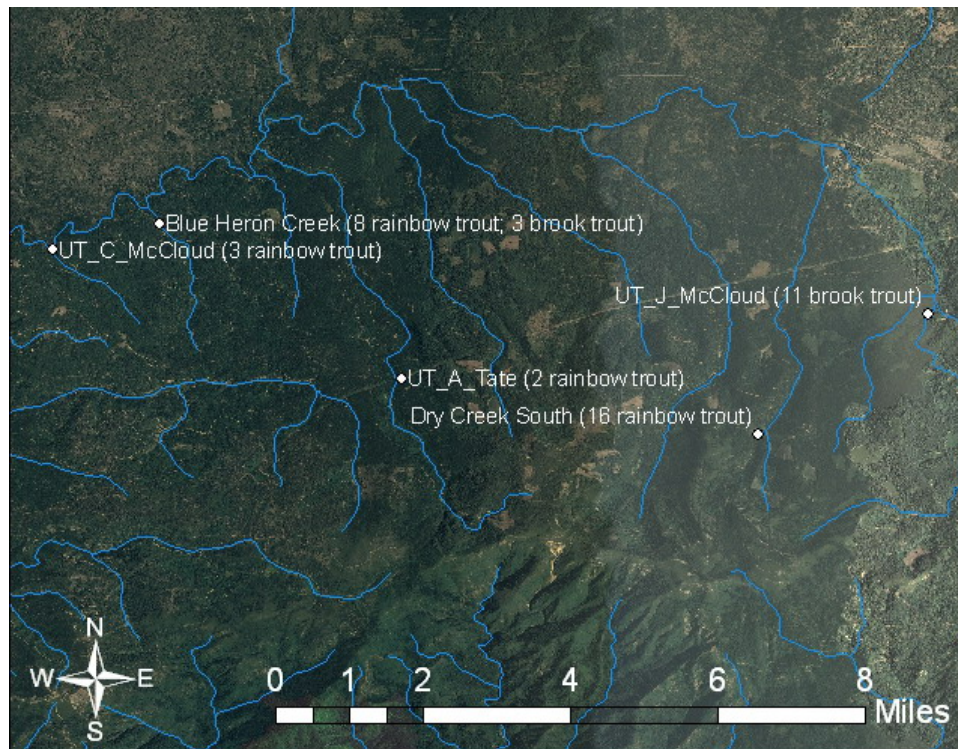 Blue Heron Creek (8 rainbow trout; 3 brook trout)
UT_C_McCloud (3 rainbow trout)
UT_J_McCloud (11 brook trout)
UT_A_Tate (2 rainbow trout)
Dry Creek South (16 rainbow trout)
N
W E
S
0 1 2 4 6 8
Miles